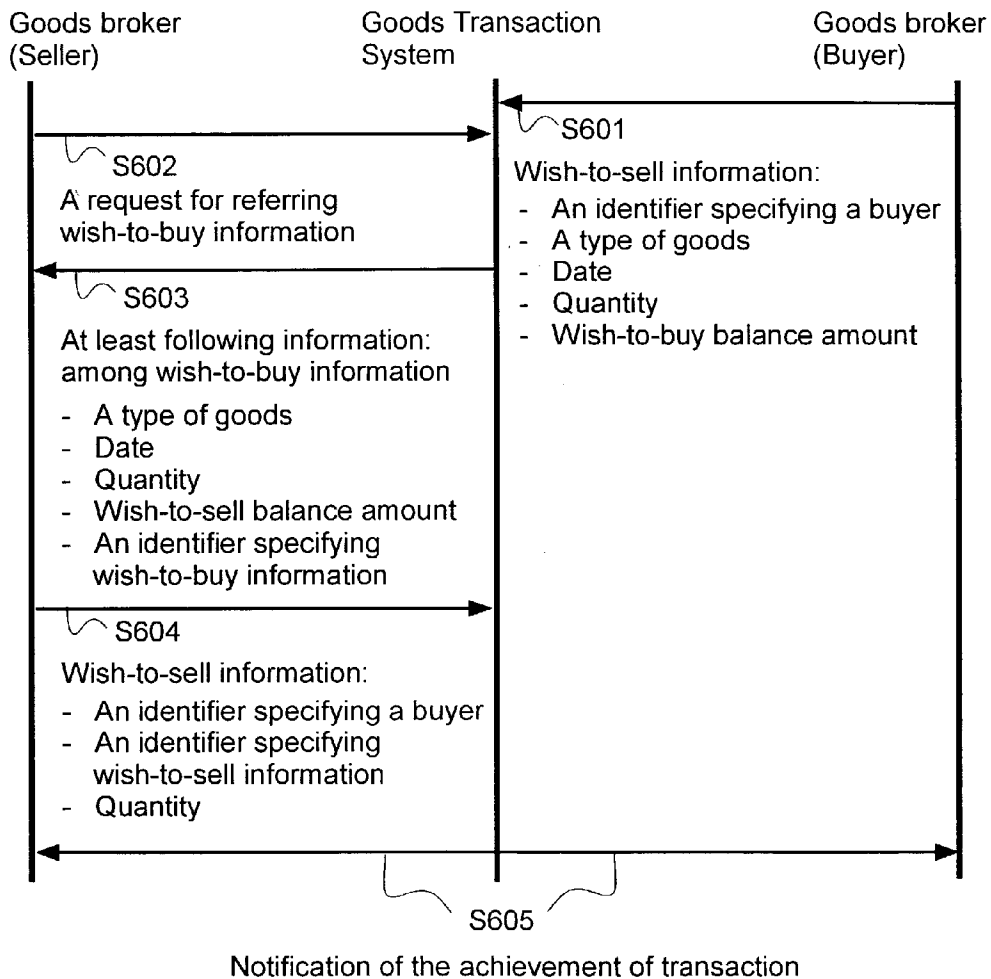 Goods broker
(Seller)
Goods Transaction
System
Goods broker
(Buyer)
S601
Wish-to-sell information:
- An identifier specifying a buyer
- A type of goods
- Date
- Quantity
- Wish-to-buy balance amount
S602
A request for referring
wish-to-buy information
S603
At least following information:
among wish-to-buy information
- A type of goods
- Date
- Quantity
- Wish-to-sell balance amount
- An identifier specifying
wish-to-buy information
S604
Wish-to-sell information:
- An identifier specifying a buyer
- An identifier specifying
wish-to-sell information
- Quantity
S605
Notification of the achievement of transaction